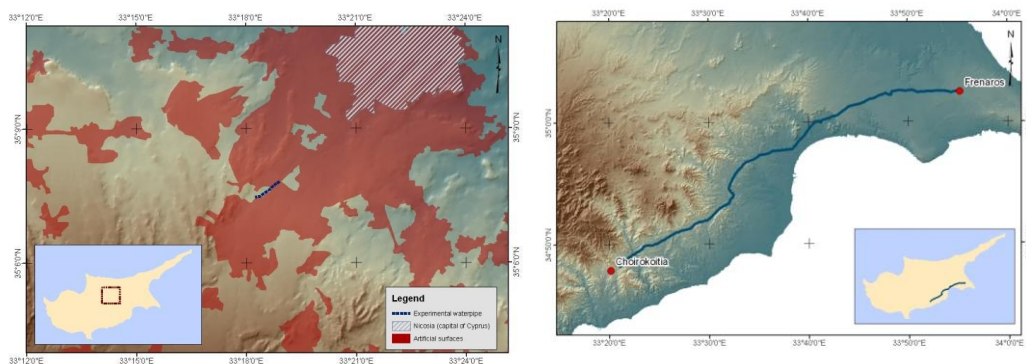 33°12'0"E 33°15'0"E 33°18'0"E 33°21'0"E 33°24'0"E
N
35°9'0"N 35°9'0"N
35°6'0"N 35°6'0"N
Legend
Experimental waterpipe
Nicosia (capital of Cyprus)
Artificial surfaces
33°12'0"E 33°15'0"E 33°18'0"E 33°21'0"E 33°24'0"E
33°20'0"E 33°30'0"E 33°40'0"E 33°50'0"E 34°0'0"E
N
Frenaros
35°0'0"N 35°0'0"N
Choirokoitia
34°50'0"N 34°50'0"N
33°20'0"E 33°30'0"E 33°40'0"E 33°50'0"E 34°0'0"E